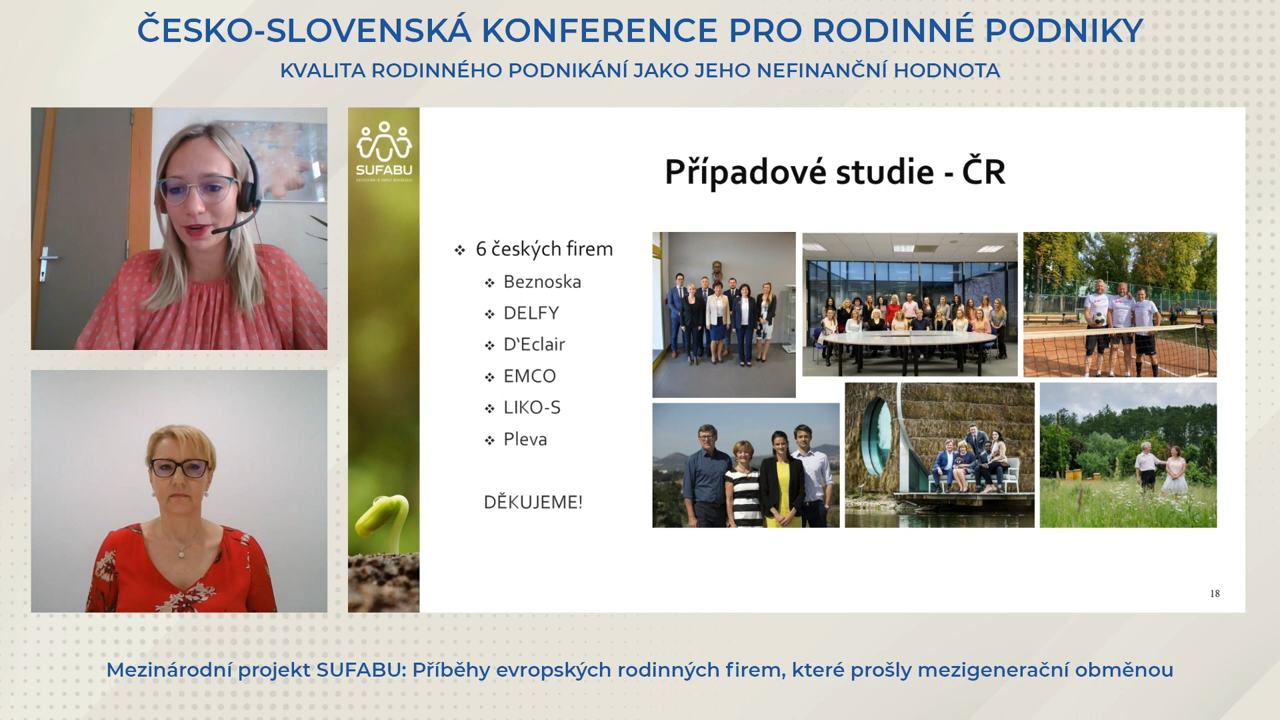 ČESKO-SLOVENSKÁ KONFERENCE PRO RODINNÉ PODNIKY
KVALITA RODINNÉHO PODNIKÁNÍ JAKO JEHO NEFINANČNÍ HODNOTA
SUFABU
Případové studie - ČR
6 českých firem
Beznoska
DELFY
D'Eclair
EMCO
LIKO-S
Pleva
DĚKUJEME!
18
Mezinárodní projekt SUFABU: Příběhy evropských rodinných firem, které prošly mezigenerační obměnou